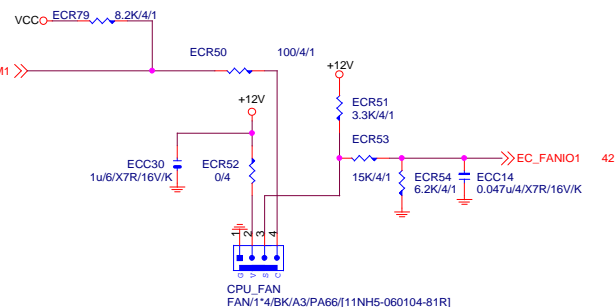 ECR79 8.2K/4/1
VCC
ECR50 100/4/1
M1
+12V
+12V
ECR51
3.3K/4/1
ECR53
EC_FANIO1 42
ECC30
1u/6/X7R/16V/K
ECR52
0/4
15K/4/1
ECR54
6.2K/4/1
ECC14
0.047u/4/X7R/16V/K
1 2 3 4
G V S C
CPU_FAN
FAN/1*4/BK/A3/PA66/[11NH5-060104-81R]